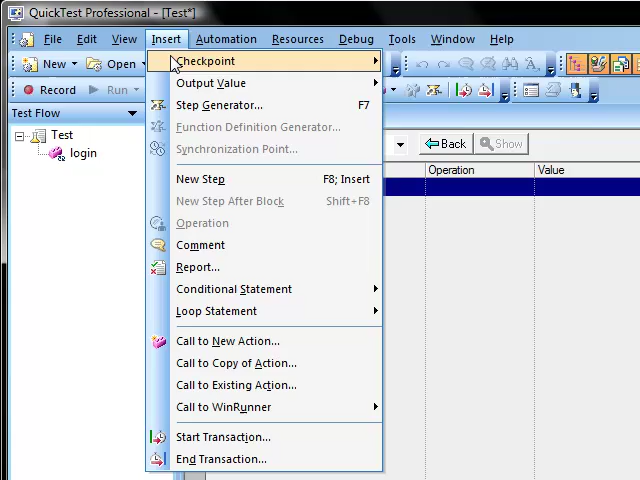 QuickTest Professional - [Test*]
File Edit View Insert Automation Resources Debug Tools Window Help
New Open
Record Run
Test Flow
Test
login
Checkpoint
Output Value
Step Generator... F7
Function Definition Generator...
Synchronization Point...
New Step F8; Insert
New Step After Block Shift+F8
Operation
Comment
Report...
Conditional Statement
Loop Statement
Call to New Action...
Call to Copy of Action...
Call to Existing Action...
Call to WinRunner
Start Transaction...
End Transaction...
Back Show
Operation Value